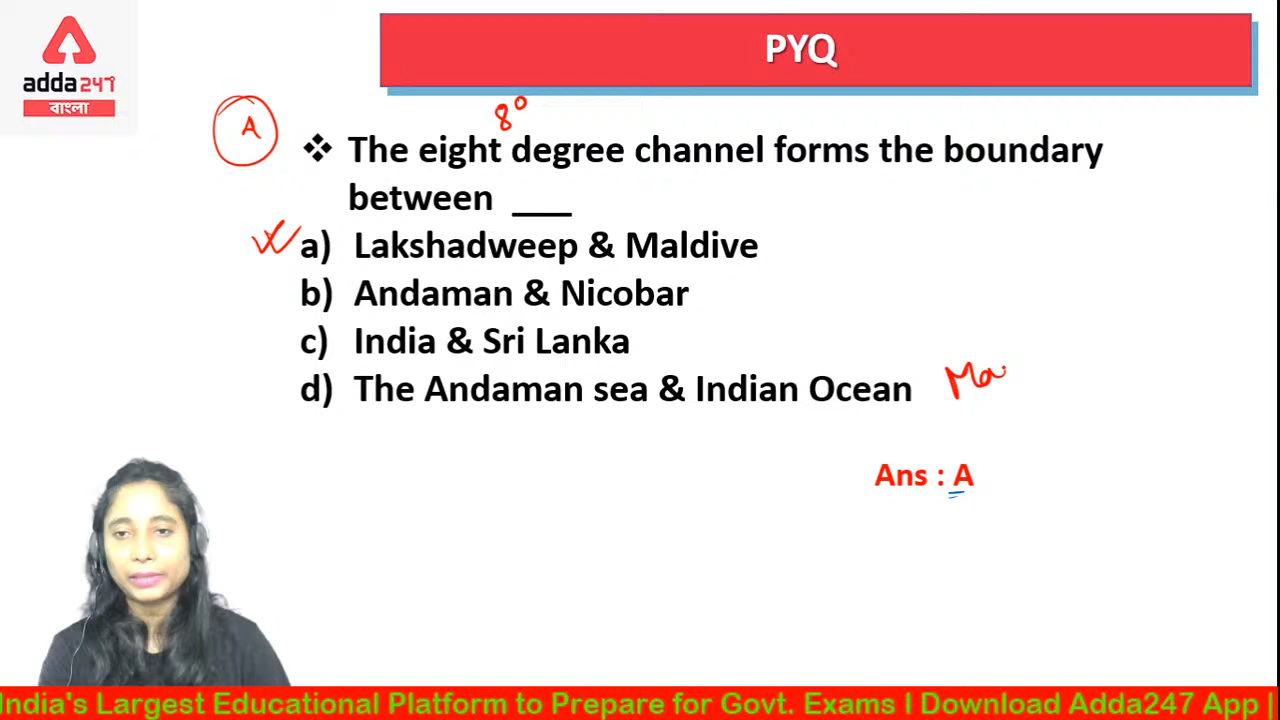 PYQ
adda247
বাংলা
8°
A
❖ The eight degree channel forms the boundary
between ___
a) Lakshadweep & Maldive
b) Andaman & Nicobar
c) India & Sri Lanka
d) The Andaman sea & Indian Ocean
Ma
Ans : A
India's Largest Educational Platform to Prepare for Govt. Exams I Download Adda247 App |